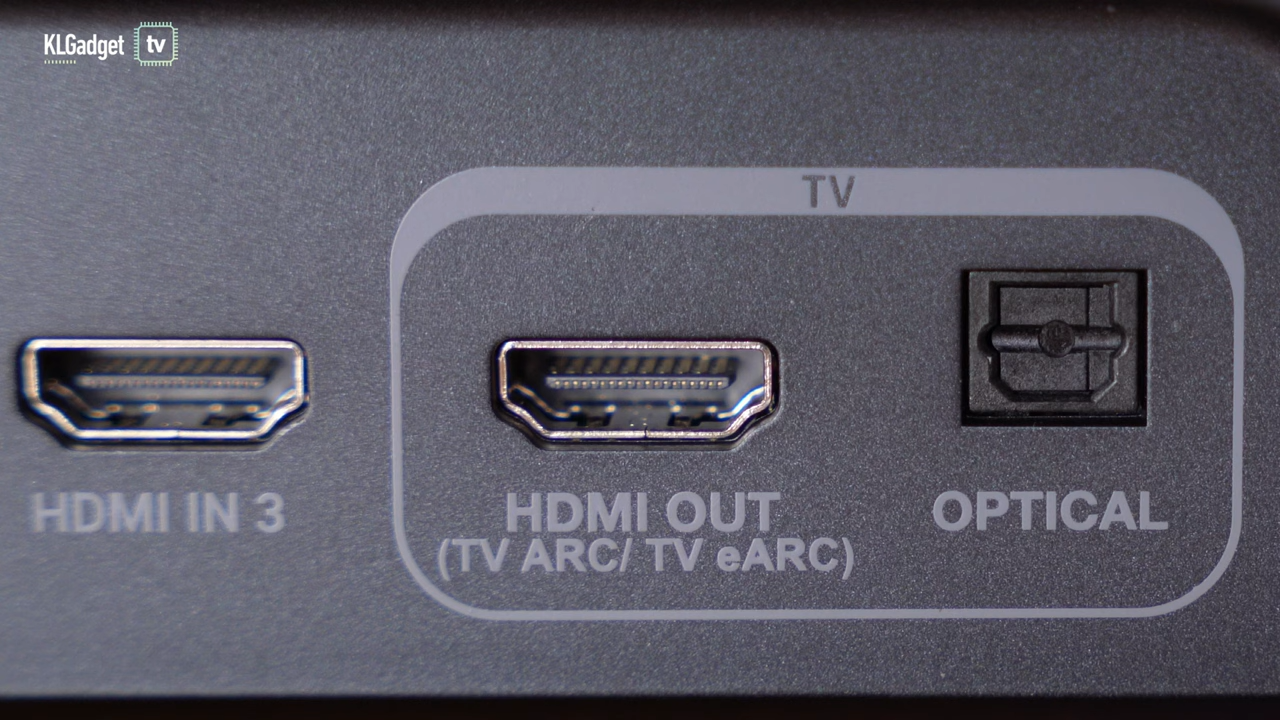 KLGadget tv
TV
HDMI IN 3
HDMI OUT
(TV ARC/ TV eARC)
OPTICAL